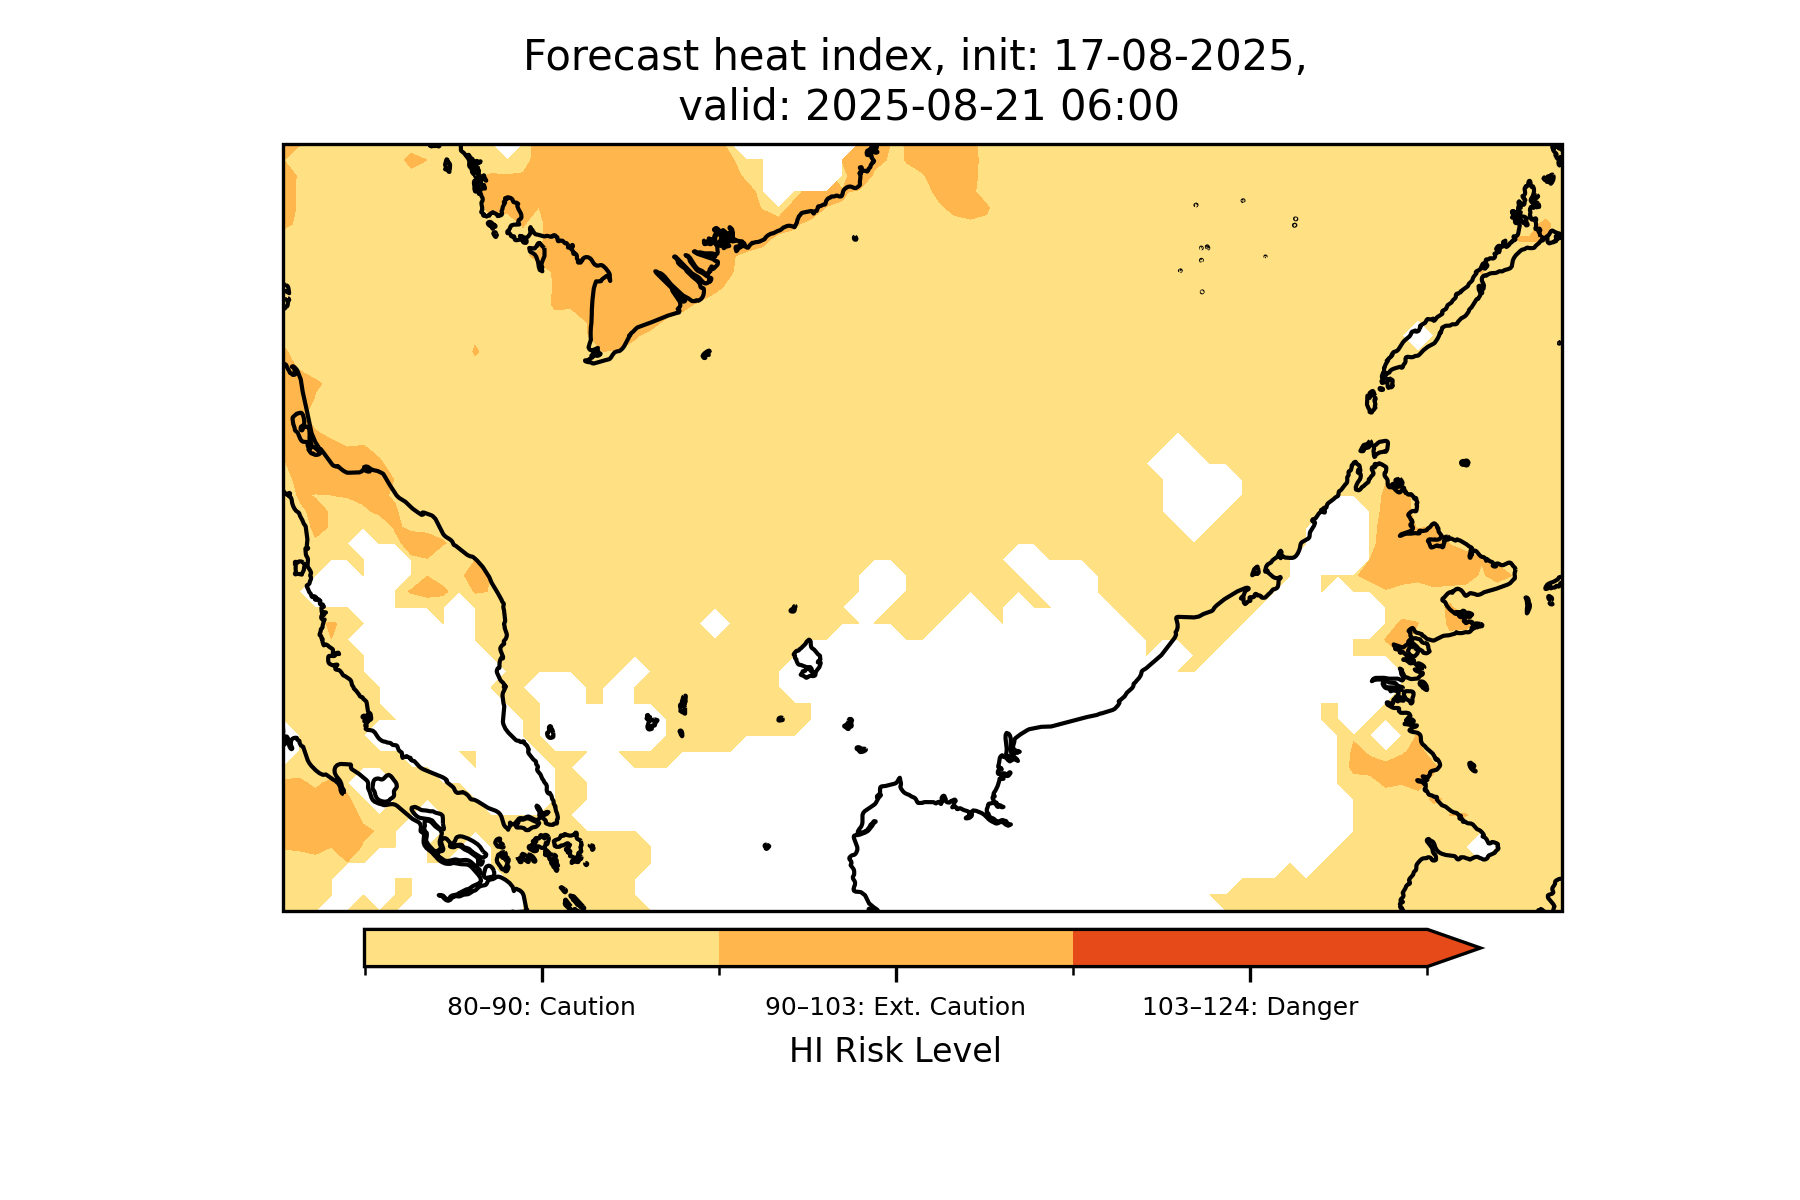 Forecast heat index, init: 17-08-2025,
valid: 2025-08-21 06:00
80–90: Caution
90–103: Ext. Caution
103–124: Danger
HI Risk Level